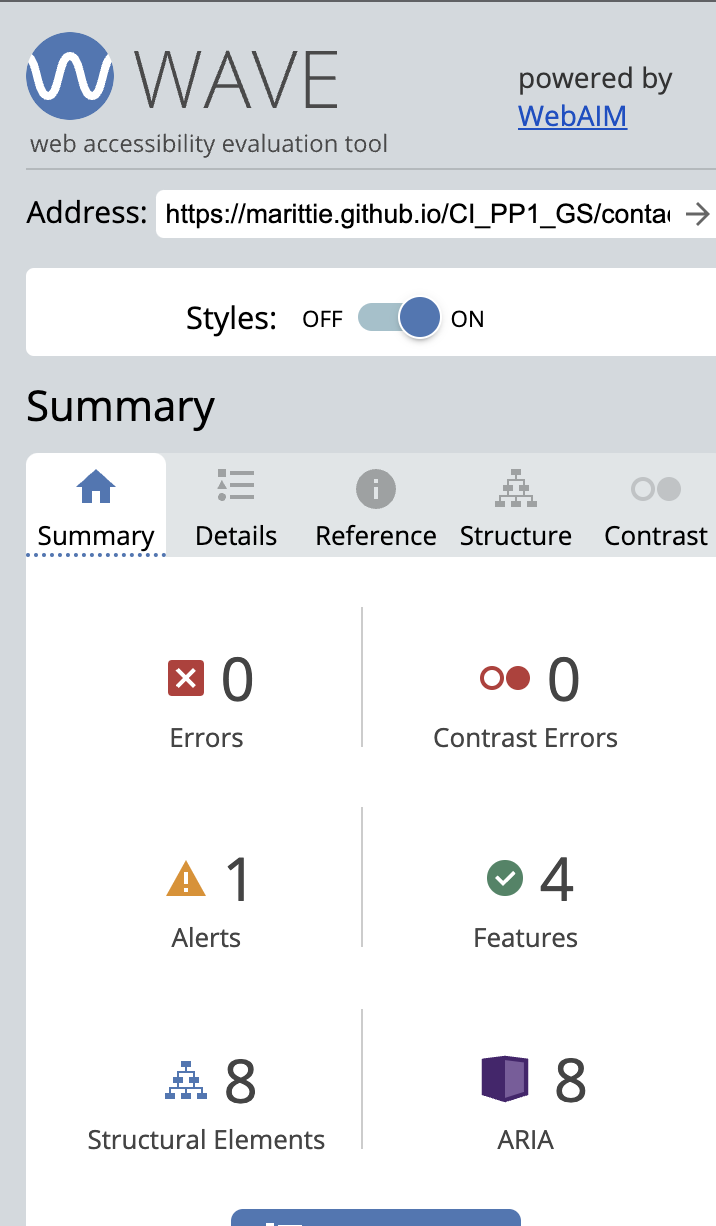 WAVE
powered by
WebAIM
web accessibility evaluation tool
Address: https://marittie.github.io/CI_PP1_GS/conta
Styles: OFF ON
Summary
Summary Details Reference Structure Contrast
0 0
Errors Contrast Errors
1 4
Alerts Features
8 8
Structural Elements ARIA